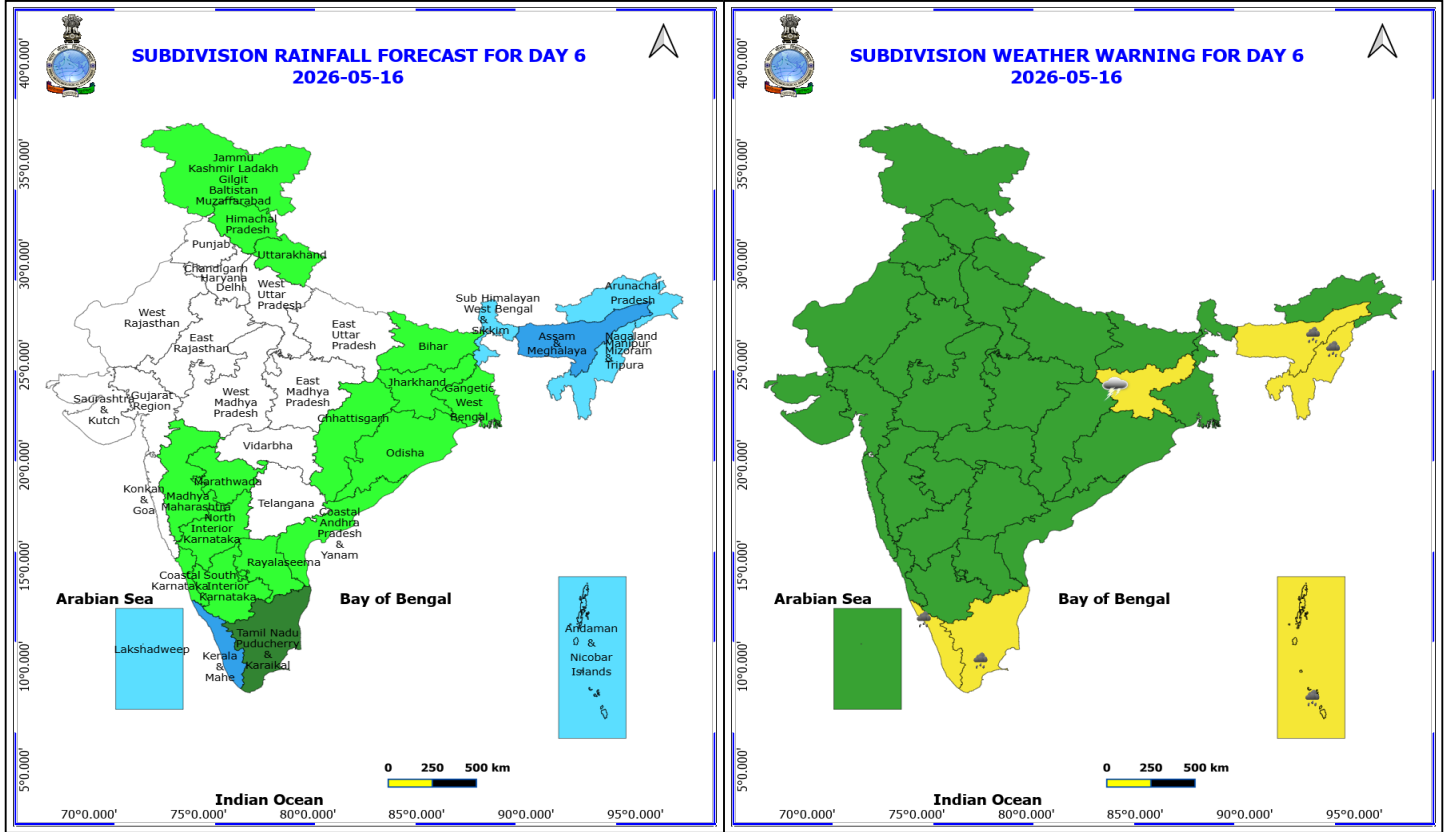 SUBDIVISION RAINFALL FORECAST FOR DAY 6
2026-05-16
40°0.000'
35°0.000'
30°0.000'
25°0.000'
20°0.000'
15°0.000'
10°0.000'
5°0.000'
Jammu
Kashmir Ladakh
Gilgit
Baltistan
Muzaffarabad
Himachal
Pradesh
Punjab
Uttarakhand
Chandigarh
Haryana
Delhi
West
Uttar
Pradesh
West
Rajasthan
East
Rajasthan
East
Uttar
Pradesh
Sub Himalayan
West Bengal
&
Sikkim
Arunachal
Pradesh
Assam
&
Meghalaya
Nagaland
Manipur
Mizoram
&
Tripura
Bihar
Jharkhand
Gangetic
West
Bengal
Saurashtra
&
Kutch
Gujarat
Region
West
Madhya
Pradesh
East
Madhya
Pradesh
Chhattisgarh
Vidarbha
Odisha
Konkan
&
Goa
Marathwada
Madhya
Maharashtra
North
Interior
Karnataka
Telangana
Coastal
Andhra
Pradesh
&
Yanam
Rayalaseema
Coastal
Karnataka
South
Interior
Karnataka
Arabian Sea
Bay of Bengal
Lakshadweep
Kerala
&
Mahe
Tamil Nadu
Puducherry
&
Karaikal
Andaman
&
Nicobar
Islands
0 250 500 km
Indian Ocean
70°0.000' 75°0.000' 80°0.000' 85°0.000' 90°0.000' 95°0.000'
SUBDIVISION WEATHER WARNING FOR DAY 6
2026-05-16
40°0.000'
35°0.000'
30°0.000'
25°0.000'
20°0.000'
15°0.000'
10°0.000'
5°0.000'
Arabian Sea
Bay of Bengal
0 250 500 km
Indian Ocean
70°0.000' 75°0.000' 80°0.000' 85°0.000' 90°0.000' 95°0.000'